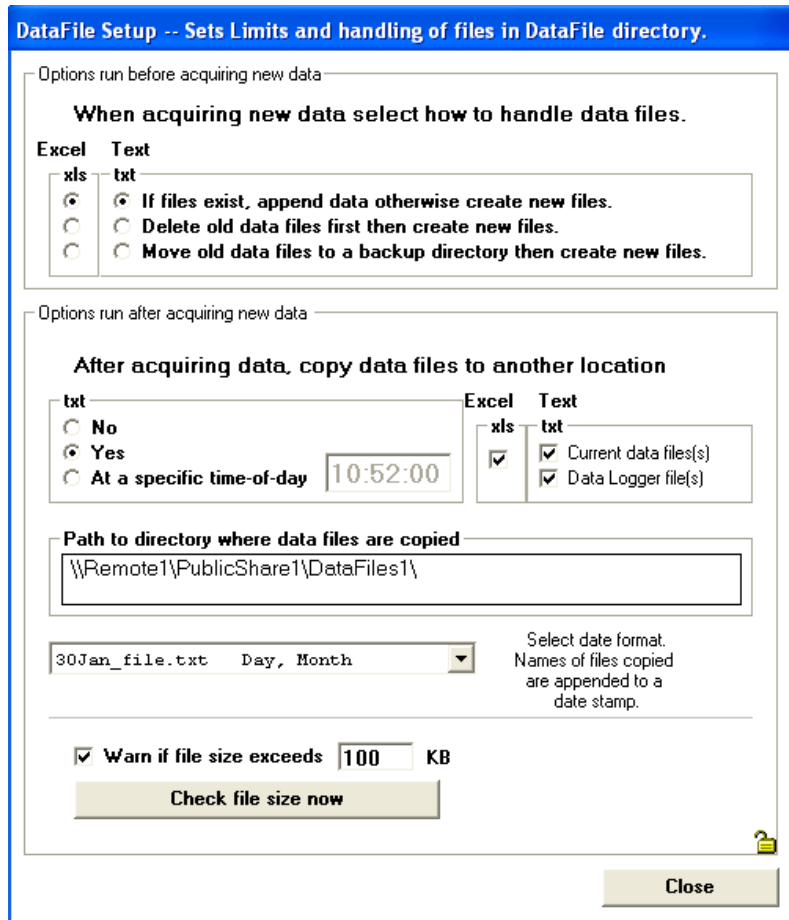 DataFile Setup -- Sets Limits and handling of files in DataFile directory.
Options run before acquiring new data
When acquiring new data select how to handle data files.
Excel Text
xls txt
If files exist, append data otherwise create new files.
Delete old data files first then create new files.
Move old data files to a backup directory then create new files.
Options run after acquiring new data
After acquiring data, copy data files to another location
txt
No
Yes
At a specific time-of-day 10:52:00
Excel Text
xls txt
Current data files(s)
Data Logger file(s)
Path to directory where data files are copied
\\Remote1\PublicShare1\DataFiles1\
30Jan_file.txt Day, Month
Select date format.
Names of files copied
are appended to a
date stamp.
Warn if file size exceeds 100 KB
Check file size now
Close